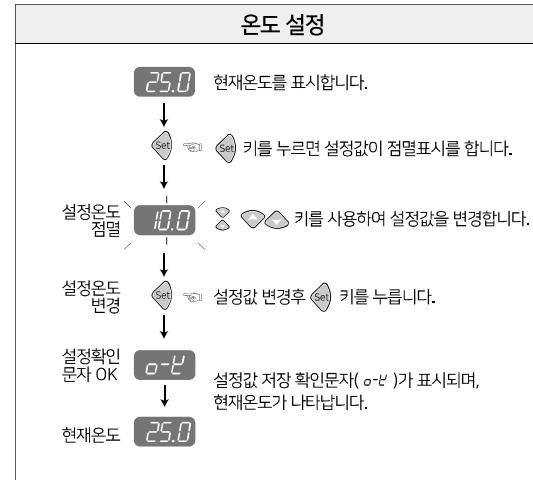 온도 설정
25.0 현재온도를 표시합니다.
Set Set 키를 누르면 설정값이 점멸표시를 합니다.
설정온도
점멸
10.0 키를 사용하여 설정값을 변경합니다.
설정온도
변경
Set 설정값 변경후 Set 키를 누릅니다.
설정확인
문자 OK
o-k
설정값 저장 확인문자( o-k )가 표시되며,
현재온도가 나타납니다.
현재온도 25.0